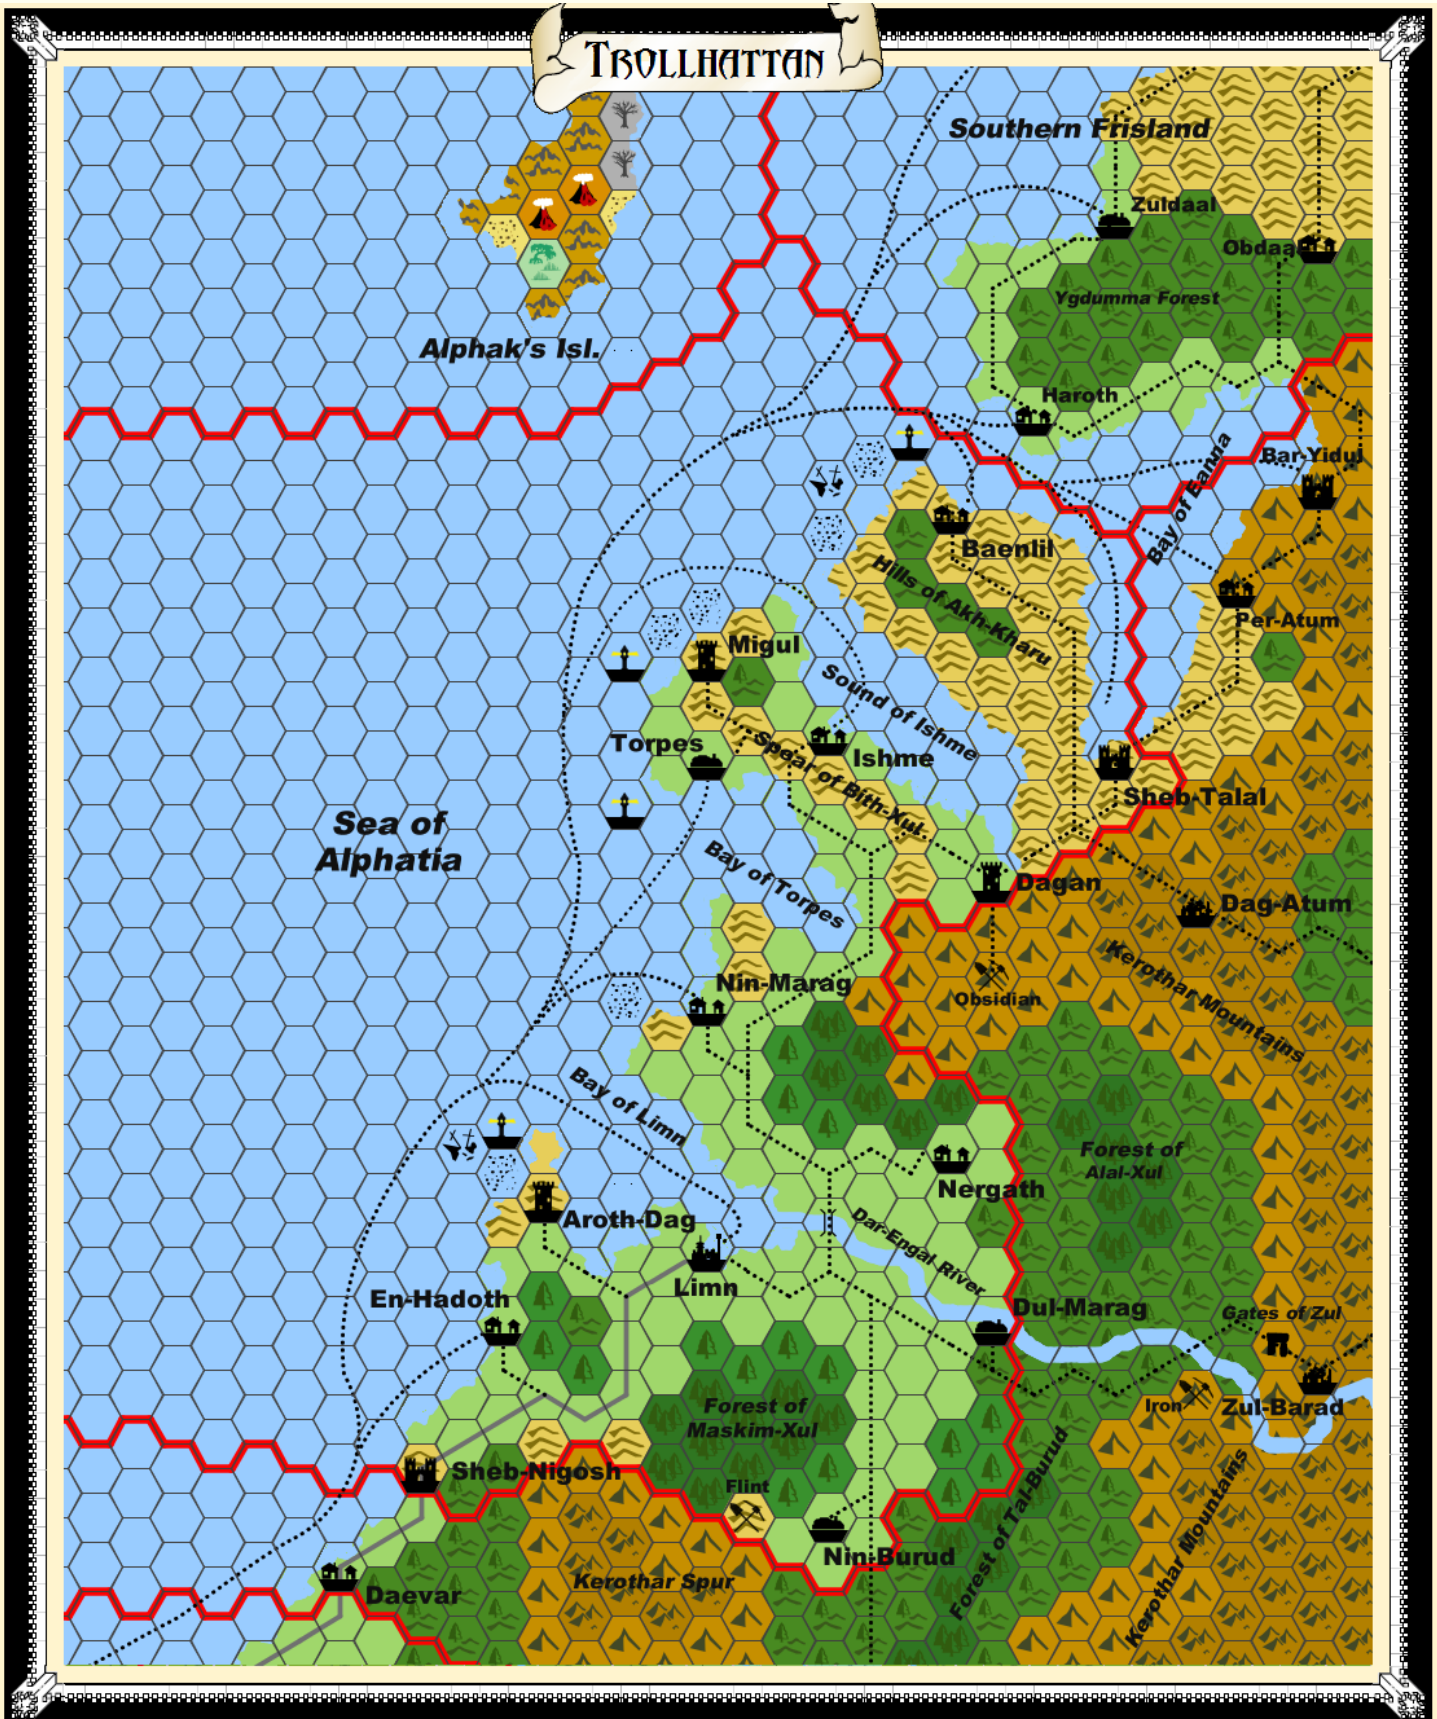 TROLLHATTAN
Southern Frisland
Zuldaal
Obdaal
Ygdumma Forest
Alphak's Isl.
Haroth
Bar-Yidul
Bay of Eanna
Baenlil
Hills of Akh-Kharu
Per-Atum
Migul
Sound of Ishme
Torpes
Spear of Bith-Xul
Ishme
Sheb-Talal
Sea of
Alphatia
Bay of Torpes
Dagan
Dag-Atum
Kerothar Mountains
Nin-Marag
Obsidian
Bay of Limn
Forest of
Alal-Xul
Nergath
Aroth-Dag
Dar-Engal River
Limn
En-Hadoth
Dul-Marag
Gates of Zul
Iron
Zul-Barad
Forest of
Maskim-Xul
Sheb-Nigosh
Flint
Forest of Tal-Burud
Kerothar Mountains
Nin-Burud
Kerothar Spur
Daevar